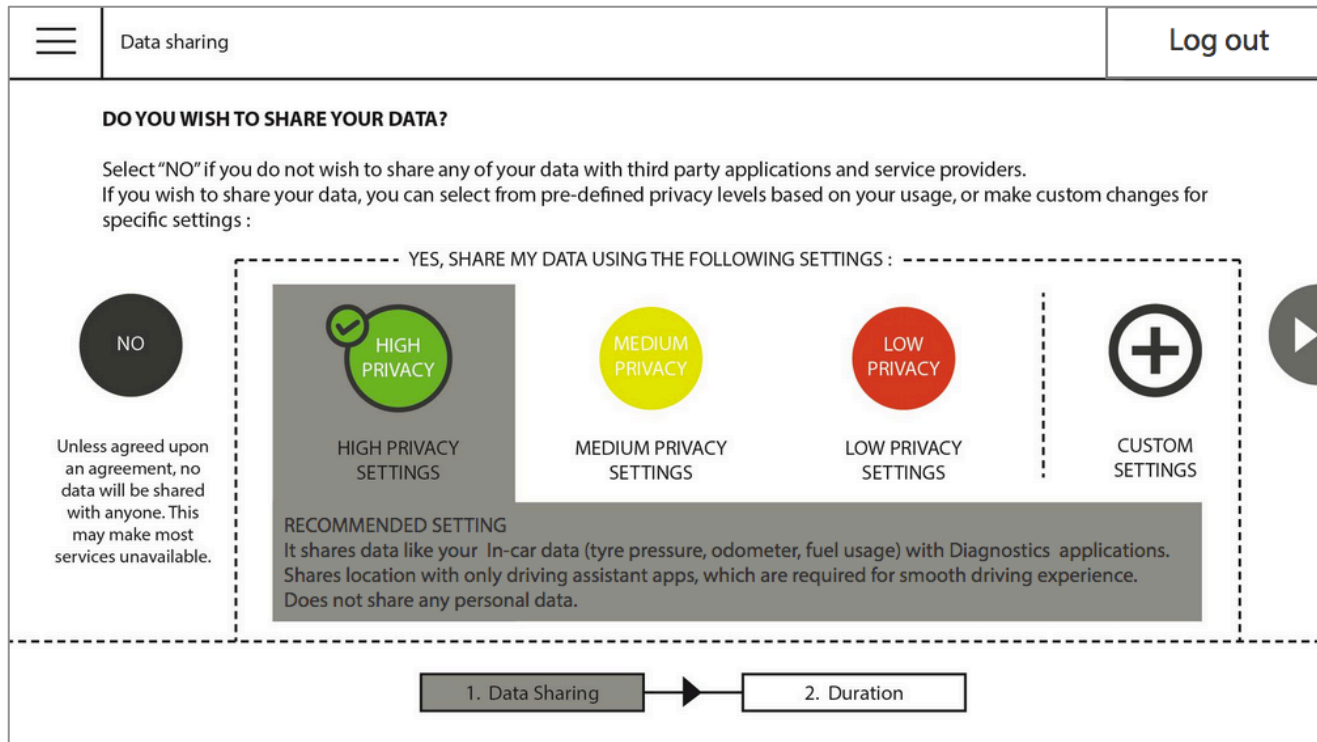 Data sharing
Log out
DO YOU WISH TO SHARE YOUR DATA?
Select “NO” if you do not wish to share any of your data with third party applications and service providers.
If you wish to share your data, you can select from pre-defined privacy levels based on your usage, or make custom changes for
specific settings :
YES, SHARE MY DATA USING THE FOLLOWING SETTINGS :
NO
Unless agreed upon
an agreement, no
data will be shared
with anyone. This
may make most
services unavailable.
HIGH
PRIVACY
HIGH PRIVACY
SETTINGS
MEDIUM
PRIVACY
MEDIUM PRIVACY
SETTINGS
LOW
PRIVACY
LOW PRIVACY
SETTINGS
CUSTOM
SETTINGS
RECOMMENDED SETTING
It shares data like your In-car data (tyre pressure, odometer, fuel usage) with Diagnostics applications.
Shares location with only driving assistant apps, which are required for smooth driving experience.
Does not share any personal data.
1. Data Sharing
2. Duration